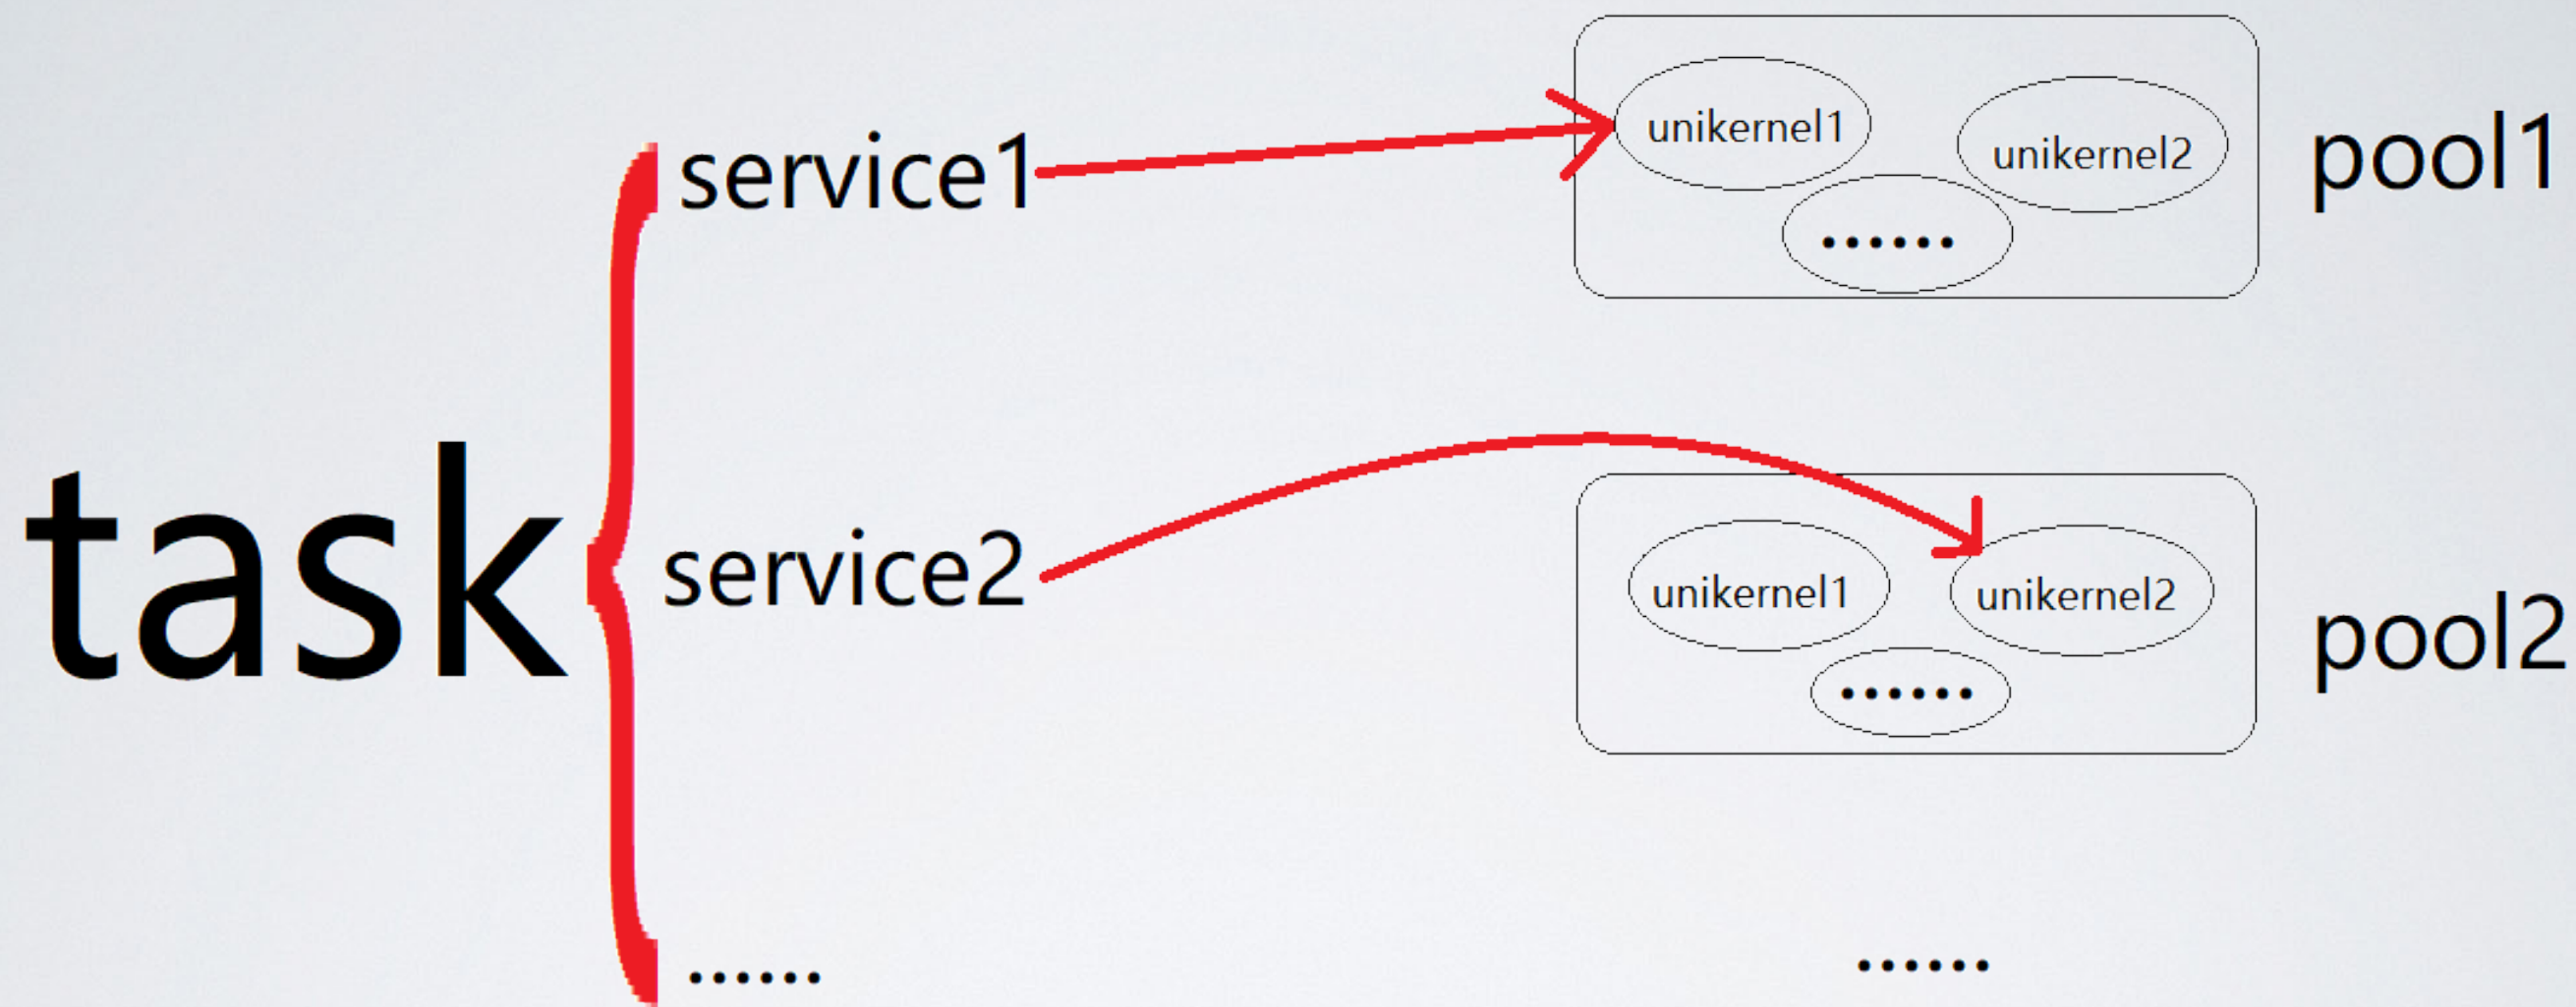 service1
unikernel1
unikernel2
......
pool1
task
service2
unikernel1
unikernel2
......
pool2
......
......